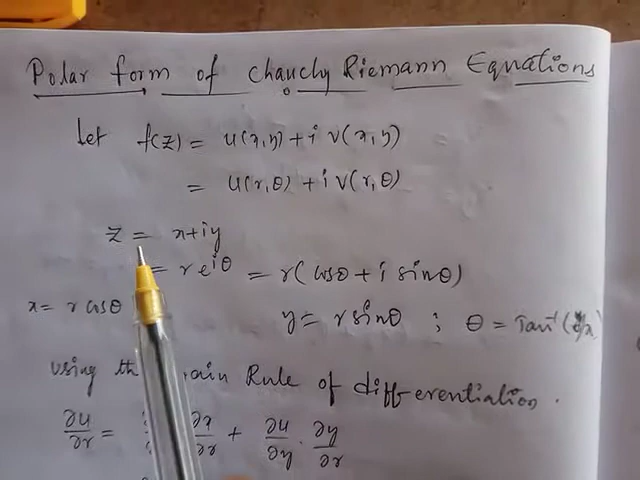 Polar form of Chauchy Riemann Equations
Let f(z) = u(x,y) + i v(x,y)
= u(r,θ) + i v(r,θ)
z = x+iy
= re^iθ = r(cosθ + i sinθ)
x = r cosθ y = r sinθ ; θ = Tan⁻¹(y/x)
using Rule of differentiation.
∂u/∂r = ∂x/∂r + ∂u/∂y · ∂y/∂r